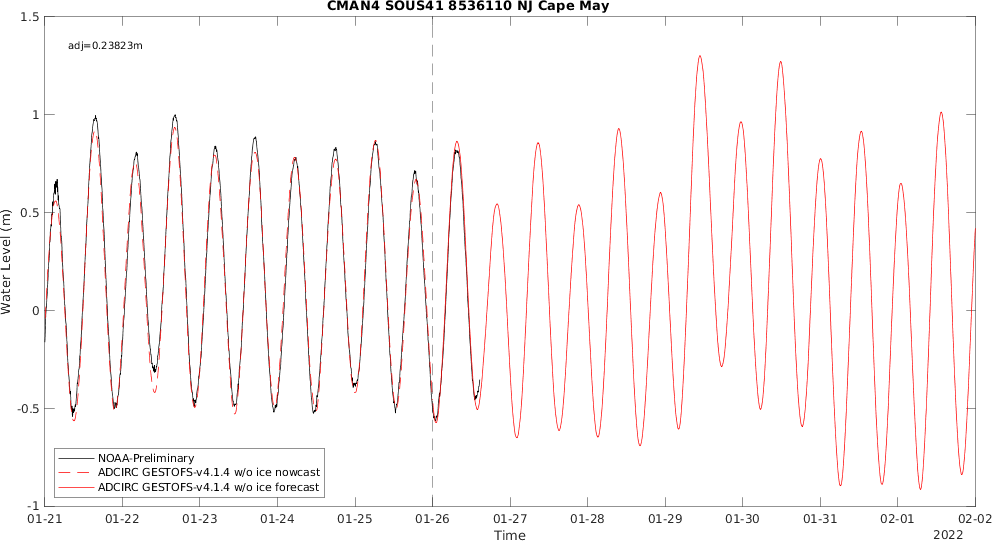 CMAN4 SOUS41 8536110 NJ Cape May
adj=0.23823m
1.5
1
0.5
0
-0.5
-1
Water Level (m)
NOAA-Preliminary
ADCIRC GESTOFS-v4.1.4 w/o ice nowcast
ADCIRC GESTOFS-v4.1.4 w/o ice forecast
01-21 01-22 01-23 01-24 01-25 01-26 01-27 01-28 01-29 01-30 01-31 02-01 02-02
Time
2022